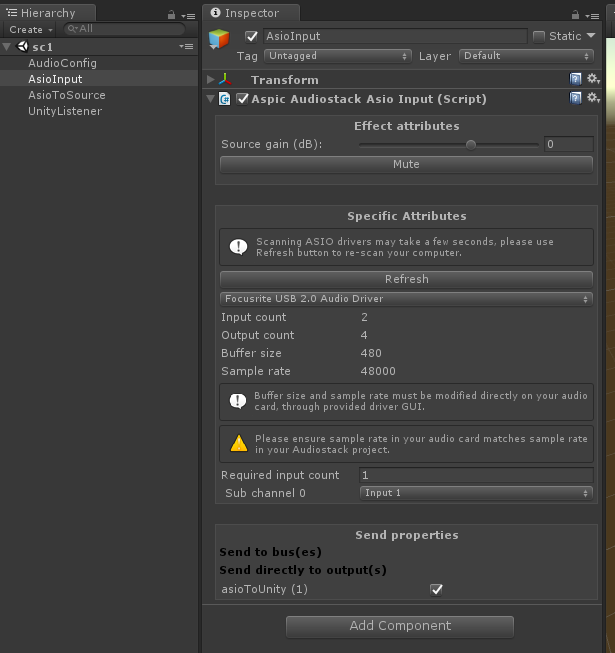 Hierarchy
Create
All
sc1
AudioConfig
AsioInput
AsioToSource
UnityListener
Inspector
AsioInput
Static
Tag
Untagged
Layer
Default
Transform
Aspic Audiostack Asio Input (Script)
Effect attributes
Source gain (dB):
0
Mute
Specific Attributes
Scanning ASIO drivers may take a few seconds, please use
Refresh button to re-scan your computer.
Refresh
Focusrite USB 2.0 Audio Driver
Input count 2
Output count 4
Buffer size 480
Sample rate 48000
Buffer size and sample rate must be modified directly on your audio
card, through provided driver GUI.
Please ensure sample rate in your audio card matches sample rate
in your Audiostack project.
Required input count 1
Sub channel 0 Input 1
Send properties
Send to bus(es)
Send directly to output(s)
asioToUnity (1)
Add Component